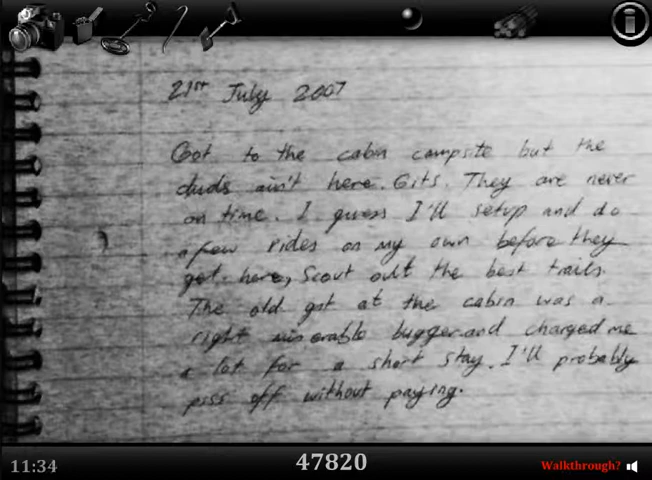 21st July 2007
Got to the cabin campsite but the
duds ain't here. Gits. They are never
on time. I guess I'll setup and do
a few rides on my own before they
get here, Scout out the best trails.
The old git at the cabin was a
right miserable bugger and charged me
a lot for a short stay. I'll probably
piss off without paying.
11:34
47820
Walkthrough?